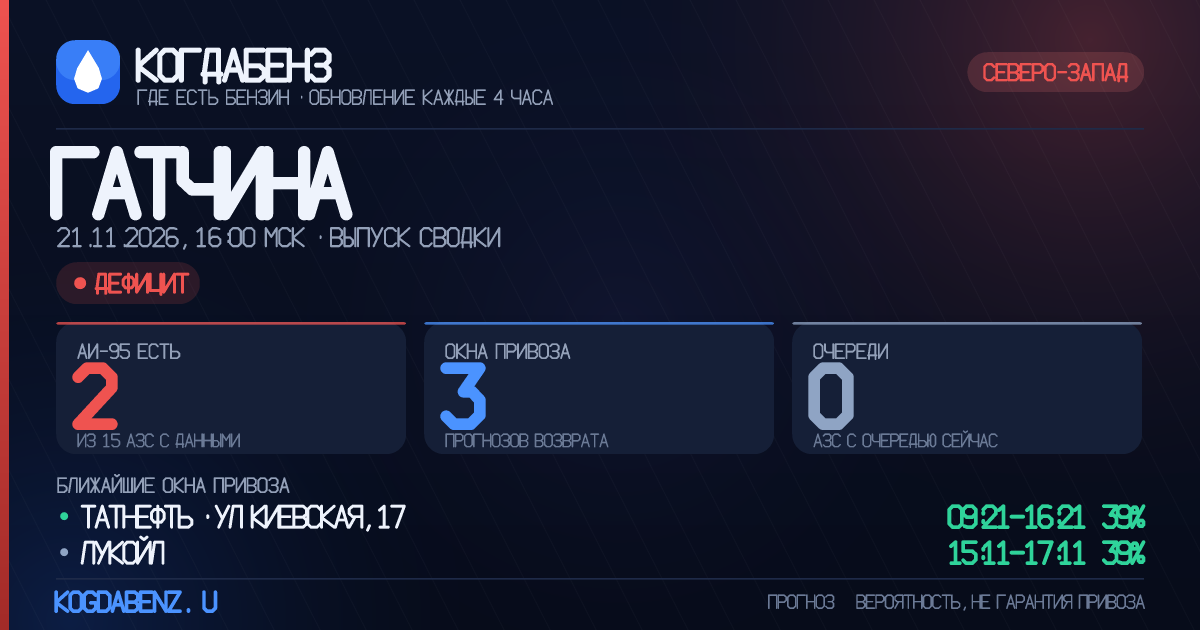 КОГДАБЕНЗ
ГДЕ ЕСТЬ БЕНЗИН · ОБНОВЛЕНИЕ КАЖДЫЕ 4 ЧАСА
СЕВЕРО-ЗАПАД
ГАТЧИНА
21.11.2026, 16:00 МСК · ВЫПУСК СВОДКИ
• ДЕФИЦИТ
АИ-95 ЕСТЬ
2
ИЗ 15 АЗС С ДАННЫМИ
ОКНА ПРИВОЗА
3
ПРОГНОЗОВ ВОЗВРАТА
ОЧЕРЕДИ
0
АЗС С ОЧЕРЕДЬЮ СЕЙЧАС
БЛИЖАЙШИЕ ОКНА ПРИВОЗА
• ТАТНЕФТЬ · УЛ КИЕВСКАЯ, 17 09:21–16:21 39%
• ЛУКОЙЛ 15:11–17:11 39%
KOGDABENZ. U
ПРОГНОЗ ВЕРОЯТНОСТЬ, НЕ ГАРАНТИЯ ПРИВОЗА